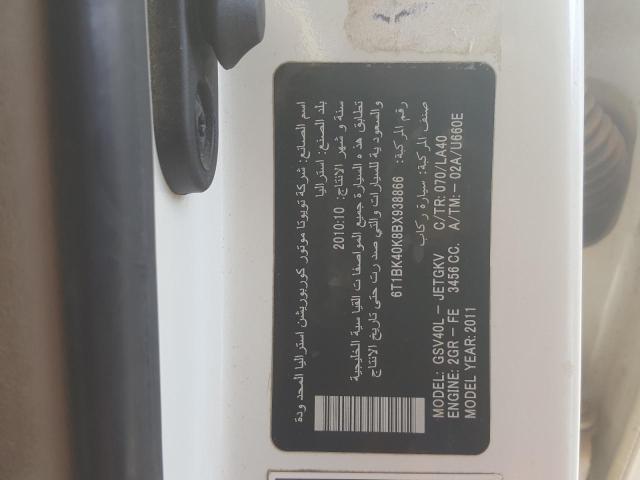 اسم الصانع: شركة تويوتا موتور كوربوريشن استراليا المحدودة
بلد الصنع: استراليا
سنة و شهر الانتاج: 2010:10
تطابق هذه السيارة جميع المواصفات القياسية الخليجية
والسعودية للسيارات والتي صدرت حتى تاريخ الانتاج
رقم المركبة: 6T1BK40K8BX938866
صنف المركبة: سيارة ركاب
MODEL: GSV40L - JETGKV C/TR: 070/LA40
ENGINE: 2GR - FE 3456 CC. A/TM: - 02A/U660E
MODEL YEAR: 2011